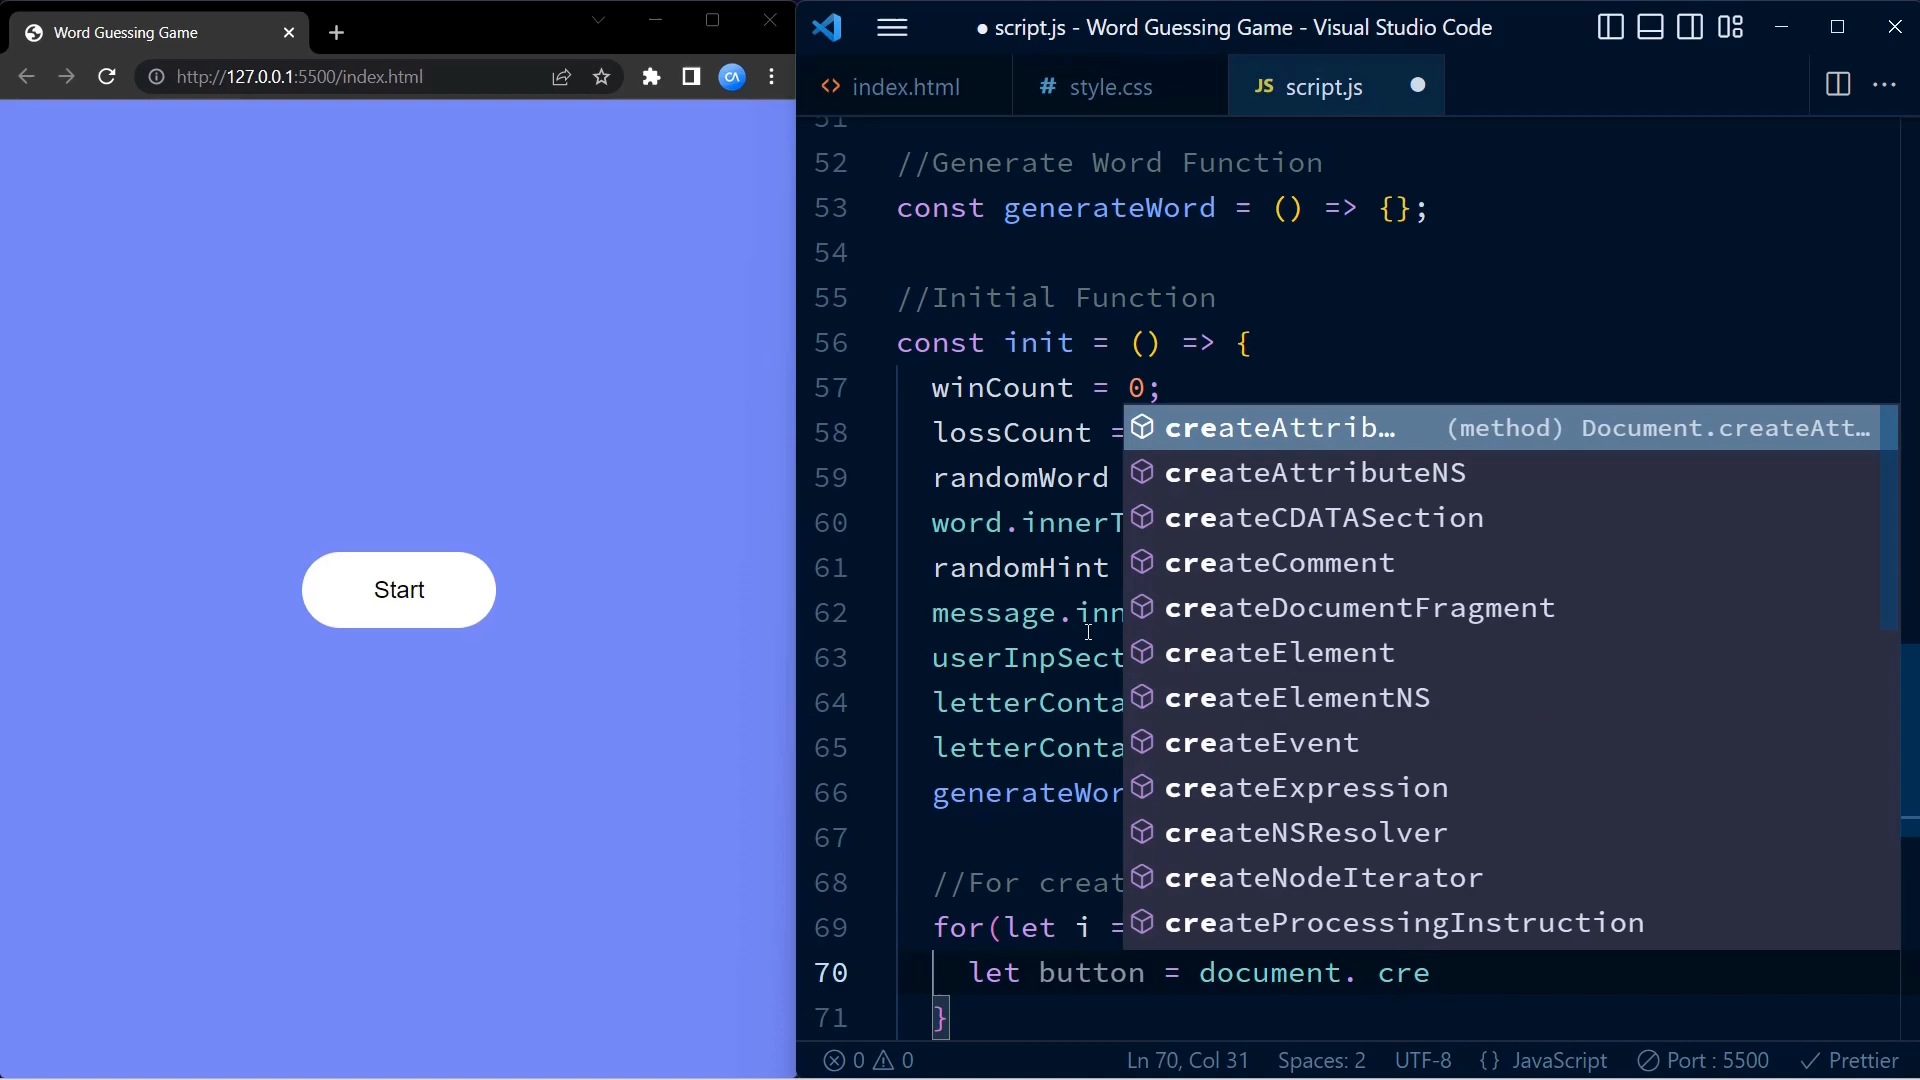 Word Guessing Game
http://127.0.0.1:5500/index.html
CA
Start
● script.js - Word Guessing Game - Visual Studio Code
<> index.html
# style.css
JS script.js
51
52 //Generate Word Function
53 const generateWord = () => {};
54
55 //Initial Function
56 const init = () => {
57 winCount = 0;
58 lossCount =
59 randomWord
60 word.innerT
61 randomHint
62 message.inn
63 userInpSect
64 letterConta
65 letterConta
66 generateWor
67
68 //For creat
69 for(let i =
70 let button = document. cre
71 }
createAttrib… (method) Document.createAtt…
createAttributeNS
createCDATASection
createComment
createDocumentFragment
createElement
createElementNS
createEvent
createExpression
createNSResolver
createNodeIterator
createProcessingInstruction
0 0 Ln 70, Col 31 Spaces: 2 UTF-8 {} JavaScript Port : 5500 Prettier